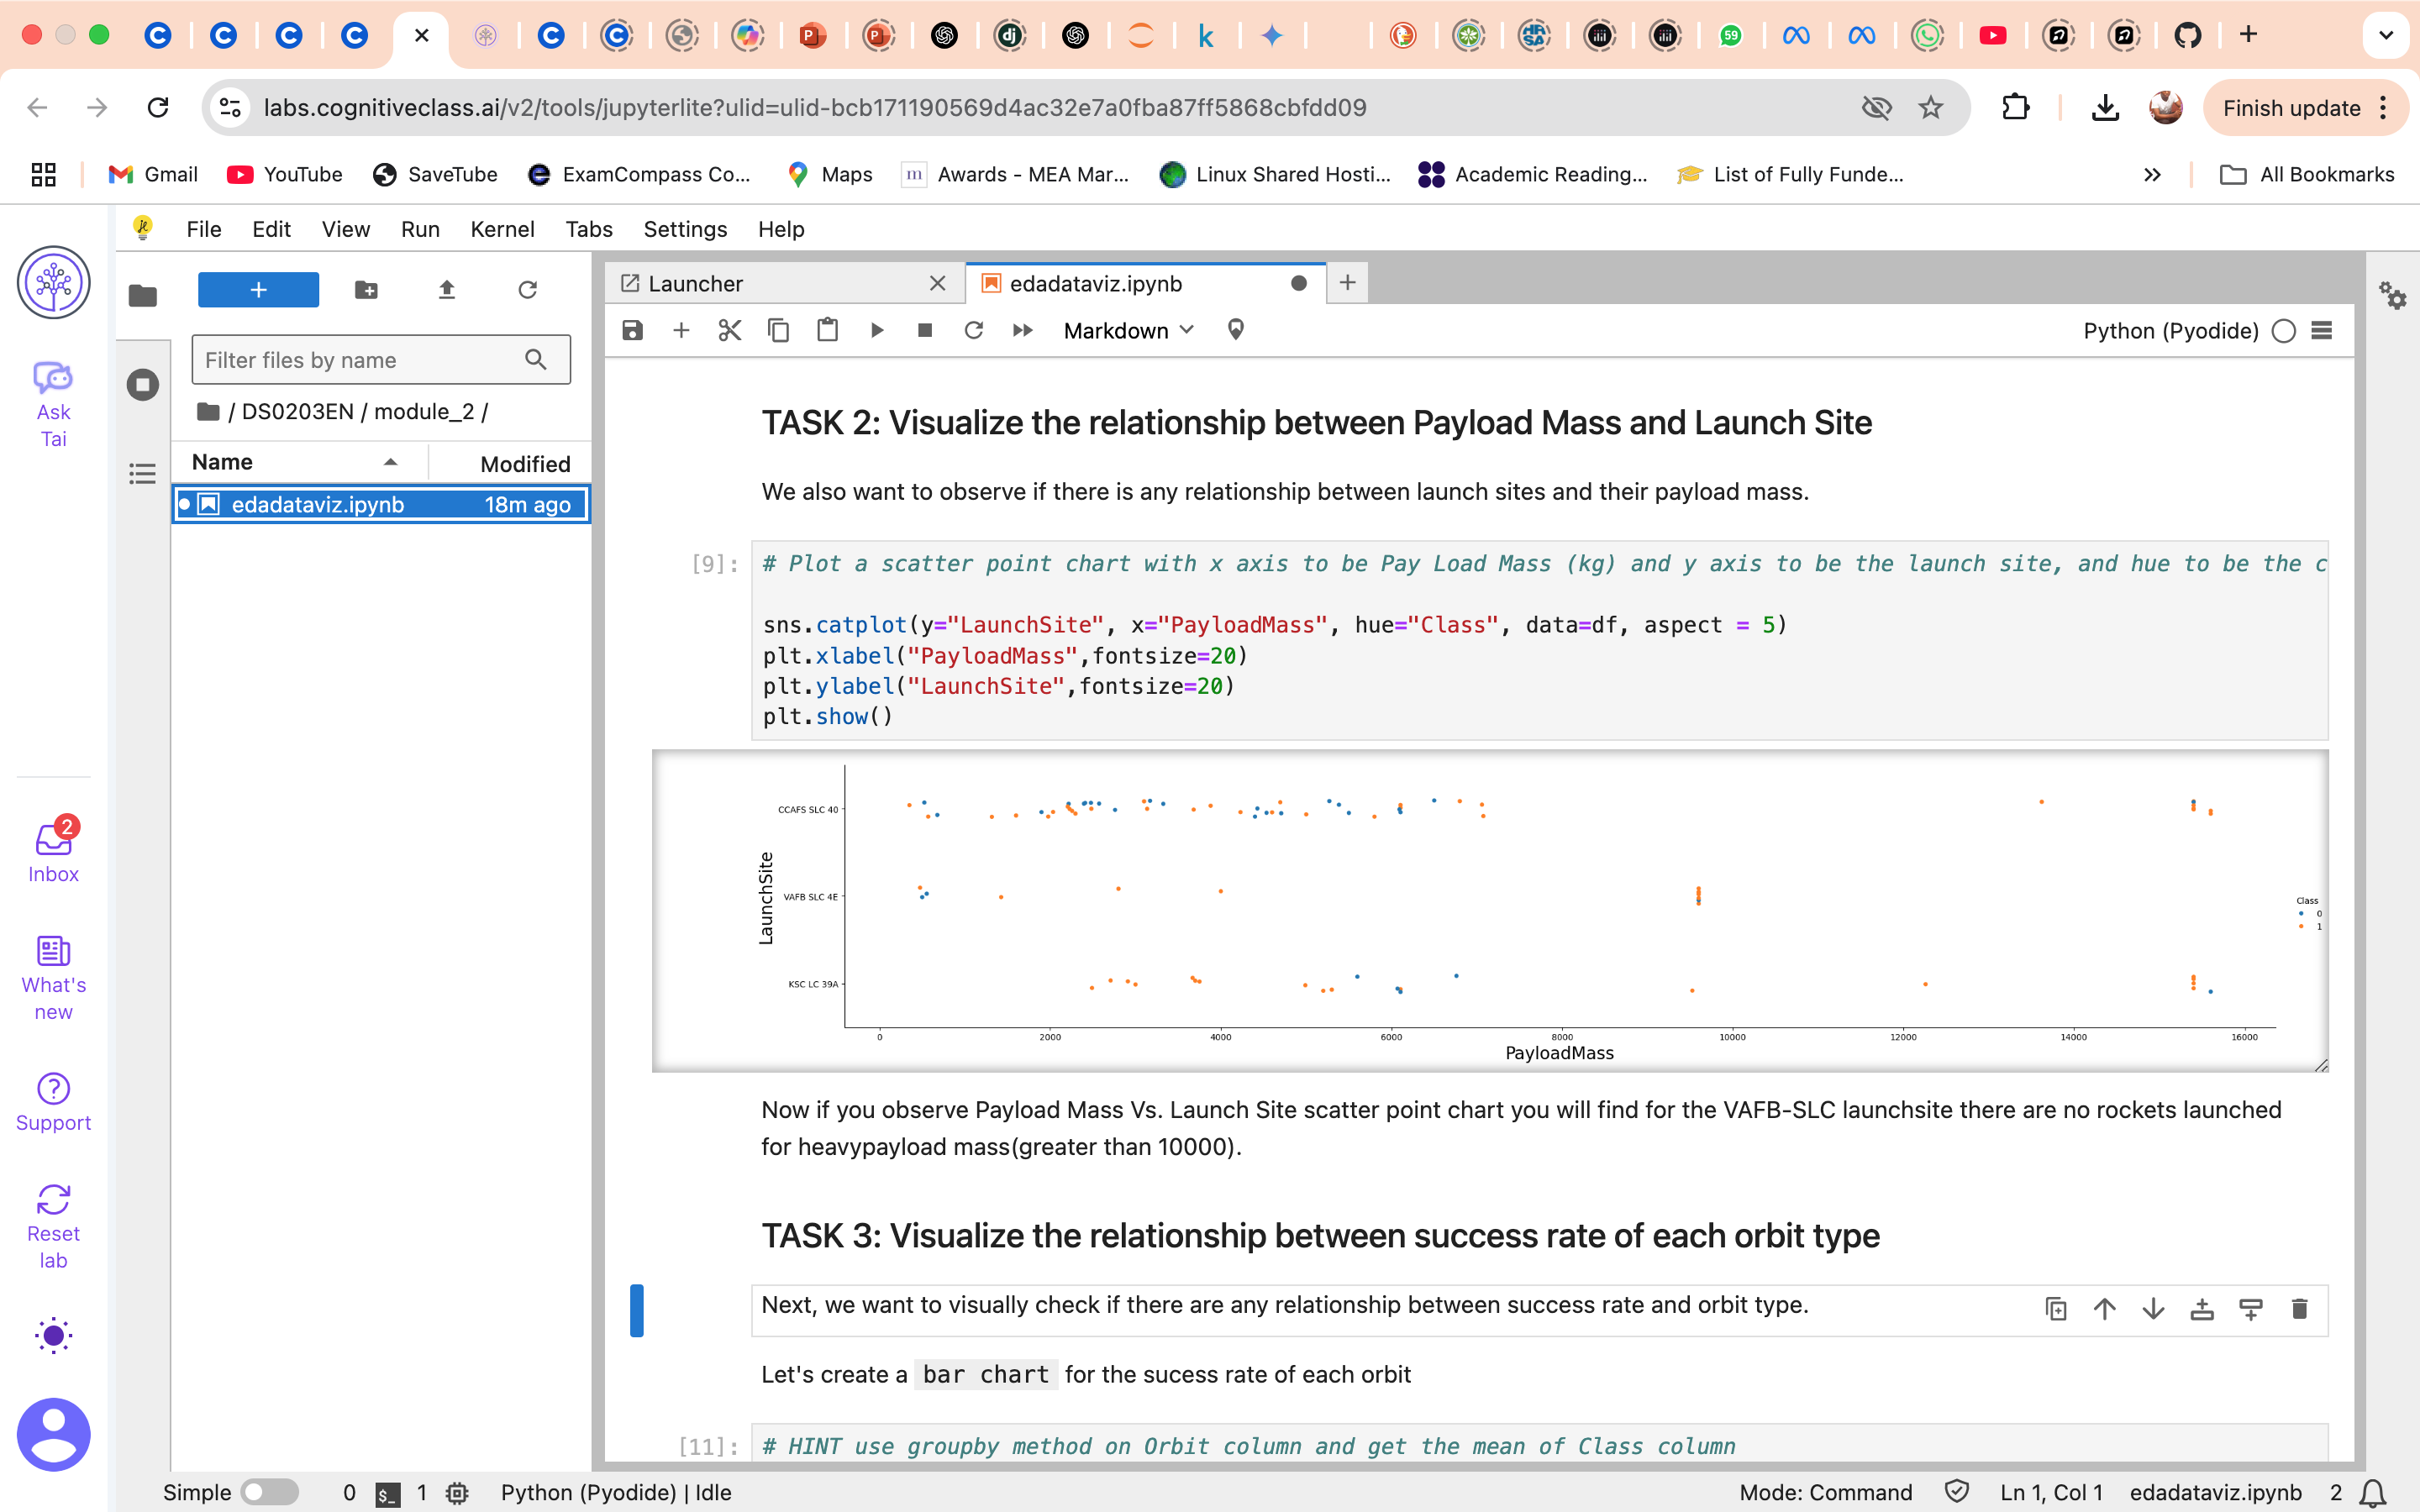 labs.cognitiveclass.ai/v2/tools/jupyterlite?ulid=ulid-bcb171190569d4ac32e7a0fba87ff5868cbfdd09
Finish update
Gmail YouTube SaveTube ExamCompass Co... Maps Awards - MEA Mar... Linux Shared Hosti... Academic Reading... List of Fully Funde... All Bookmarks
File Edit View Run Kernel Tabs Settings Help
Launcher edadataviz.ipynb
Markdown Python (Pyodide)
Filter files by name
/ DS0203EN / module_2 /
Name Modified
edadataviz.ipynb 18m ago
Ask
Tai
2
Inbox
What's
new
Support
Reset
lab
TASK 2: Visualize the relationship between Payload Mass and Launch Site
We also want to observe if there is any relationship between launch sites and their payload mass.
[9]: # Plot a scatter point chart with x axis to be Pay Load Mass (kg) and y axis to be the launch site, and hue to be the c
sns.catplot(y="LaunchSite", x="PayloadMass", hue="Class", data=df, aspect = 5)
plt.xlabel("PayloadMass",fontsize=20)
plt.ylabel("LaunchSite",fontsize=20)
plt.show()
CCAFS SLC 40
VAFB SLC 4E
KSC LC 39A
LaunchSite
Class
0
1
0 2000 4000 6000 8000 10000 12000 14000 16000
PayloadMass
Now if you observe Payload Mass Vs. Launch Site scatter point chart you will find for the VAFB-SLC launchsite there are no rockets launched
for heavypayload mass(greater than 10000).
TASK 3: Visualize the relationship between success rate of each orbit type
Next, we want to visually check if there are any relationship between success rate and orbit type.
Let's create a bar chart for the sucess rate of each orbit
[11]: # HINT use groupby method on Orbit column and get the mean of Class column
Simple 0 $_ 1 Python (Pyodide) | Idle Mode: Command Ln 1, Col 1 edadataviz.ipynb 2